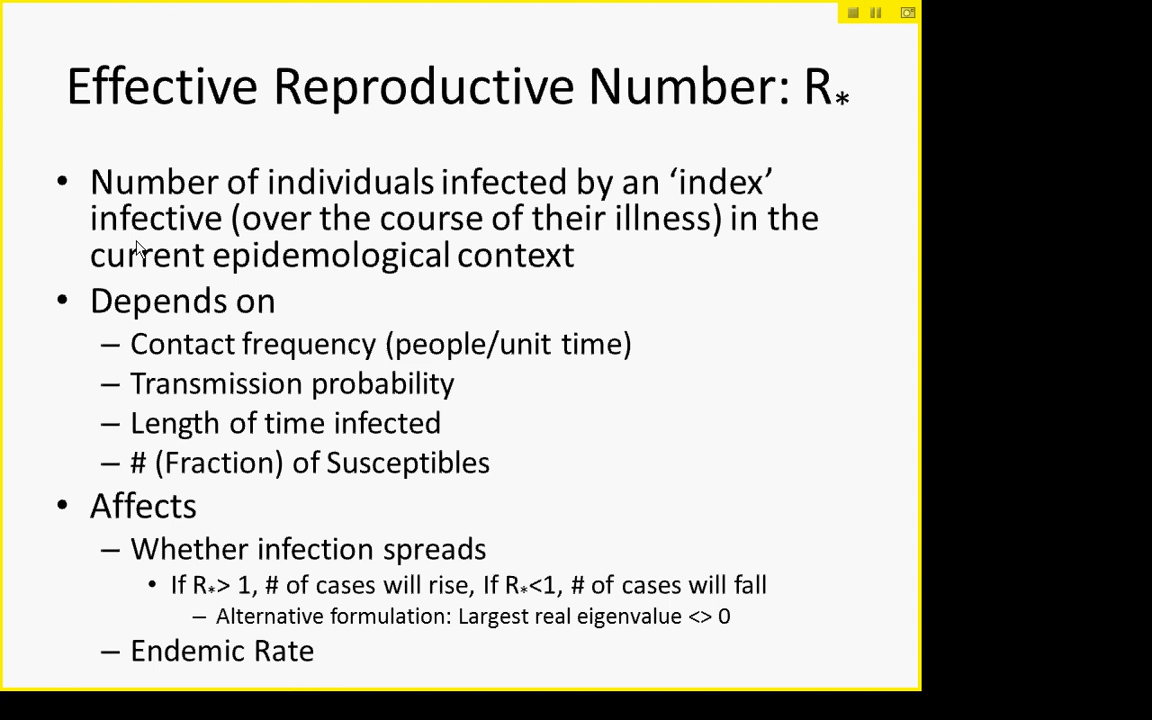 Effective Reproductive Number: R*
• Number of individuals infected by an ‘index’
infective (over the course of their illness) in the
current epidemological context
• Depends on
– Contact frequency (people/unit time)
– Transmission probability
– Length of time infected
– # (Fraction) of Susceptibles
• Affects
– Whether infection spreads
• If R*> 1, # of cases will rise, If R*<1, # of cases will fall
– Alternative formulation: Largest real eigenvalue <> 0
– Endemic Rate